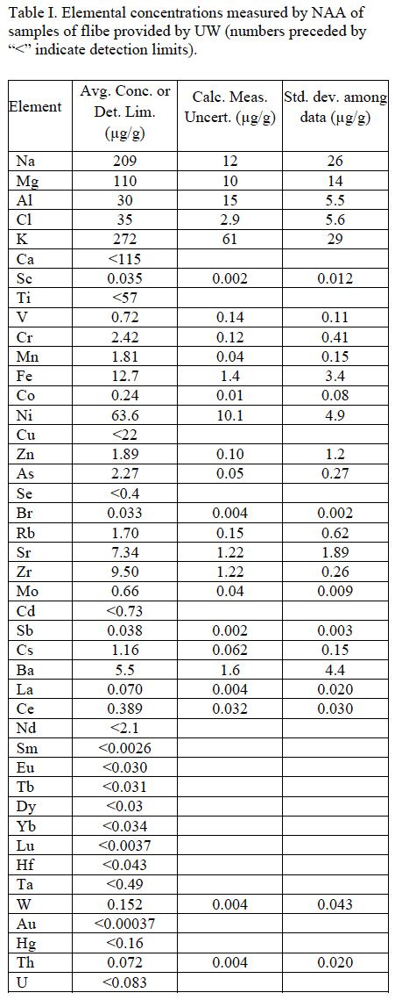 Table I. Elemental concentrations measured by NAA of
samples of flibe provided by UW (numbers preceded by
“<” indicate detection limits).
Element Avg. Conc. or Det. Lim. (µg/g) Calc. Meas. Uncert. (µg/g) Std. dev. among data (µg/g)
Na 209 12 26
Mg 110 10 14
Al 30 15 5.5
Cl 35 2.9 5.6
K 272 61 29
Ca <115
Sc 0.035 0.002 0.012
Ti <57
V 0.72 0.14 0.11
Cr 2.42 0.12 0.41
Mn 1.81 0.04 0.15
Fe 12.7 1.4 3.4
Co 0.24 0.01 0.08
Ni 63.6 10.1 4.9
Cu <22
Zn 1.89 0.10 1.2
As 2.27 0.05 0.27
Se <0.4
Br 0.033 0.004 0.002
Rb 1.70 0.15 0.62
Sr 7.34 1.22 1.89
Zr 9.50 1.22 0.26
Mo 0.66 0.04 0.009
Cd <0.73
Sb 0.038 0.002 0.003
Cs 1.16 0.062 0.15
Ba 5.5 1.6 4.4
La 0.070 0.004 0.020
Ce 0.389 0.032 0.030
Nd <2.1
Sm <0.0026
Eu <0.030
Tb <0.031
Dy <0.03
Yb <0.034
Lu <0.0037
Hf <0.043
Ta <0.49
W 0.152 0.004 0.043
Au <0.00037
Hg <0.16
Th 0.072 0.004 0.020
U <0.083